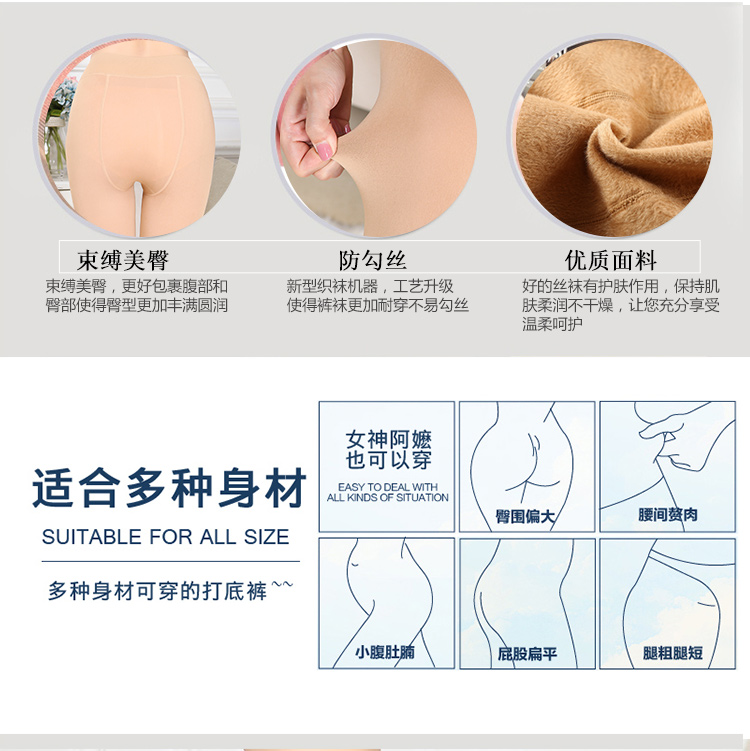 束缚美臀
束缚美臀，更好包裹腹部和
臀部使得臀型更加丰满圆润
防勾丝
新型织袜机器，工艺升级
使得裤袜更加耐穿不易勾丝
优质面料
好的丝袜有护肤作用，保持肌
肤柔润不干燥，让您充分享受
温柔呵护
适合多种身材
SUITABLE FOR ALL SIZE
多种身材可穿的打底裤~~
女神阿嬷
也可以穿
EASY TO DEAL WITH
ALL KINDS OF SITUATION
臀围偏大
腰间赘肉
小腹肚腩
屁股扁平
腿粗腿短